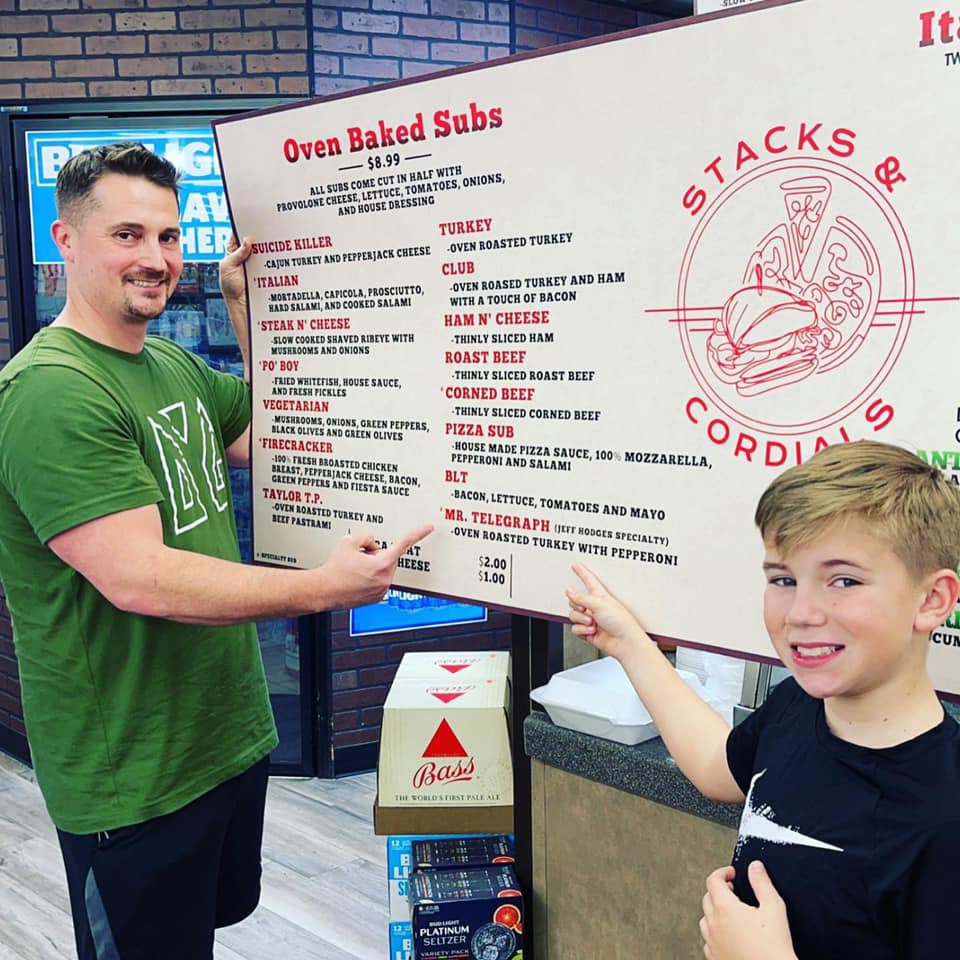 Oven Baked Subs
$8.99
ALL SUBS COME CUT IN HALF WITH
PROVOLONE CHEESE, LETTUCE, TOMATOES, ONIONS,
AND HOUSE DRESSING
SUICIDE KILLER
-CAJUN TURKEY AND PEPPERJACK CHEESE
*ITALIAN
-MORTADELLA, CAPICOLA, PROSCIUTTO,
HARD SALAMI, AND COOKED SALAMI
*STEAK N' CHEESE
-SLOW COOKED SHAVED RIBEYE WITH
MUSHROOMS AND ONIONS
*PO' BOY
-FRIED WHITEFISH, HOUSE SAUCE,
AND FRESH PICKLES
VEGETARIAN
-MUSHROOMS, ONIONS, GREEN PEPPERS,
BLACK OLIVES AND GREEN OLIVES
*FIRECRACKER
-100% FRESH BROASTED CHICKEN
BREAST, PEPPERJACK CHEESE, BACON,
GREEN PEPPERS AND FIESTA SAUCE
TAYLOR T.P.
-OVEN ROASTED TURKEY AND
BEEF PASTRAMI
* SPECIALTY SUB
TURKEY
-OVEN ROASTED TURKEY
CLUB
-OVEN ROASED TURKEY AND HAM
WITH A TOUCH OF BACON
HAM N' CHEESE
-THINLY SLICED HAM
ROAST BEEF
-THINLY SLICED ROAST BEEF
*CORNED BEEF
-THINLY SLICED CORNED BEEF
PIZZA SUB
-HOUSE MADE PIZZA SAUCE, 100% MOZZARELLA,
PEPPERONI AND SALAMI
BLT
-BACON, LETTUCE, TOMATOES AND MAYO
*MR. TELEGRAPH (JEFF HODGES SPECIALTY)
-OVEN ROASTED TURKEY WITH PEPPERONI
$2.00
HEESE $1.00
STACKS &
CORDIALS
Ita
TW
Bass
THE WORLD'S FIRST PALE ALE
12
BUD LIGHT
PLATINUM
SELTZER
VARIETY PACK
12